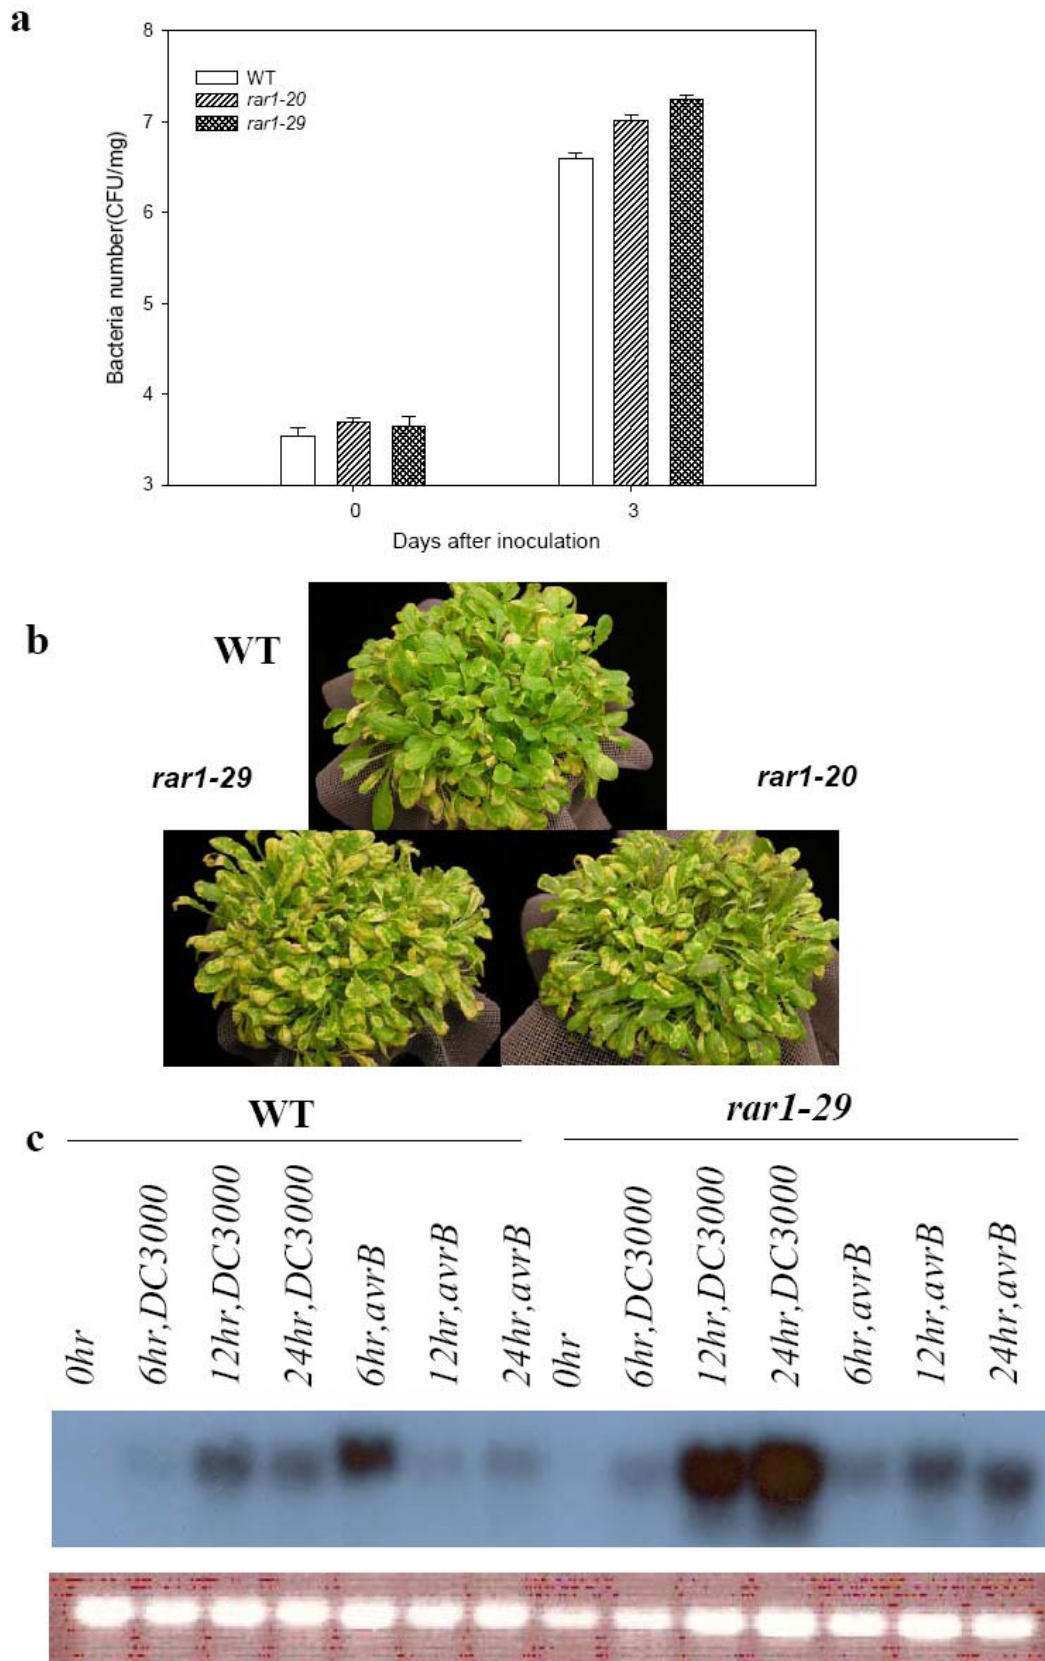 a
8
WT
rar1-20
rar1-29
7
6
5
4
3
Bacteria number(CFU/mg)
0 3
Days after inoculation
b
WT
rar1-29
rar1-20
WT
rar1-29
c
0hr
6hr,DC3000
12hr,DC3000
24hr,DC3000
6hr,avrB
12hr,avrB
24hr,avrB
0hr
6hr,DC3000
12hr,DC3000
24hr,DC3000
6hr,avrB
12hr,avrB
24hr,avrB